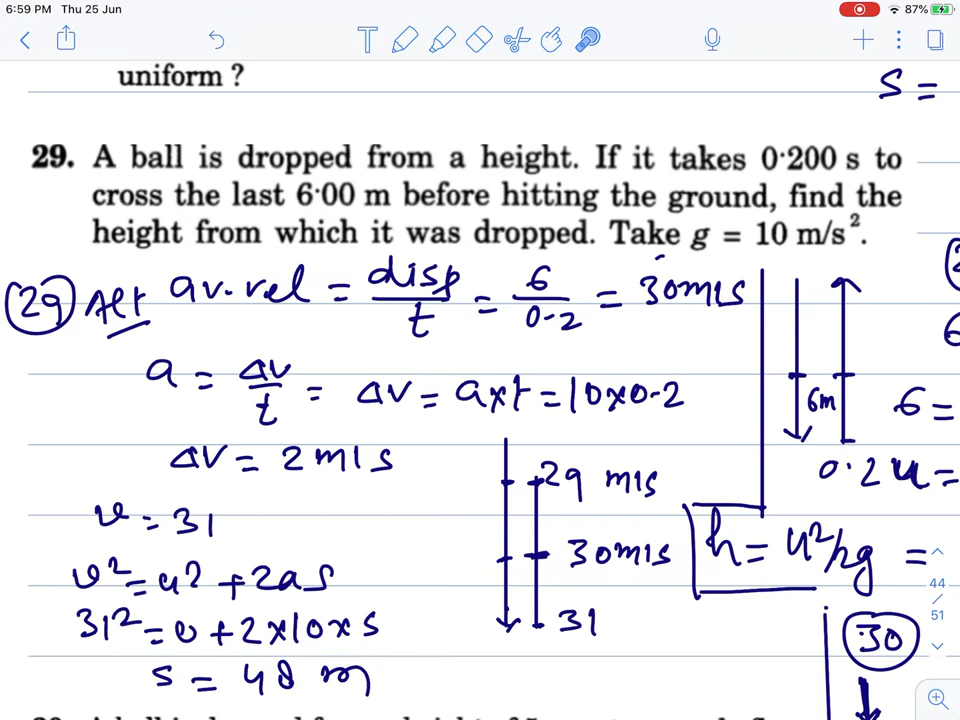 6:59 PM Thu 25 Jun
87%
T
uniform ?
S =
29. A ball is dropped from a height. If it takes 0·200 s to
cross the last 6·00 m before hitting the ground, find the
height from which it was dropped. Take g = 10 m/s².
(29) Alt av. vel = disp/t = 6/0.2 = 30 m/s
a = Δv/t = Δv = a×t = 10×0.2
6m
6 =
Δv = 2 m/s
29 m/s
0.2 u =
v = 31
30 m/s
h = u²/2g =
v² = u² + 2as
31² = 0 + 2×10×s
31
s = 48 m
44
/
51
30